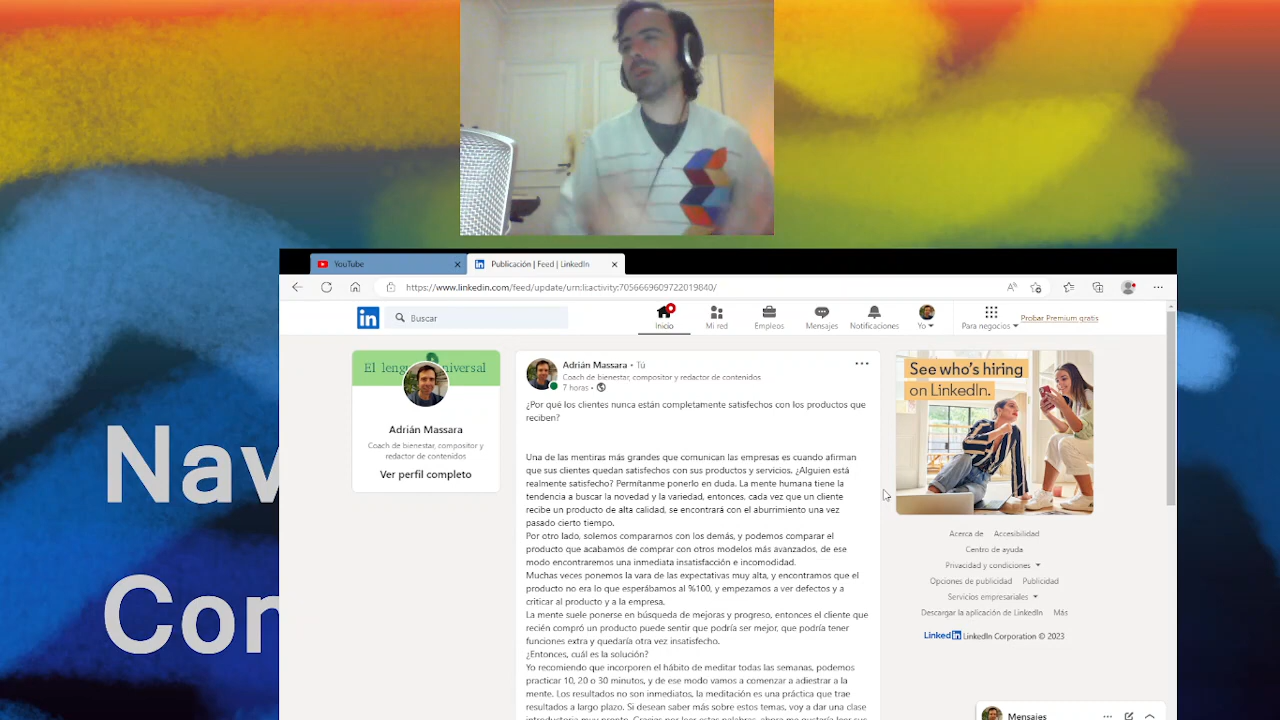 YouTube
Publicación | Feed | LinkedIn
https://www.linkedin.com/feed/update/urn:li:activity:7056669609722019840/
Buscar
Inicio
Mi red
Empleos
Mensajes
Notificaciones
Yo
Para negocios
Probar Premium gratis
Adrián Massara
Coach de bienestar, compositor y
redactor de contenidos
Ver perfil completo
Adrián Massara • Tú
Coach de bienestar, compositor y redactor de contenidos
7 horas •
¿Por qué los clientes nunca están completamente satisfechos con los productos que
reciben?
Una de las mentiras más grandes que comunican las empresas es cuando afirman
que sus clientes quedan satisfechos con sus productos y servicios. ¿Alguien está
realmente satisfecho? Permítanme ponerlo en duda. La mente humana tiene la
tendencia a buscar la novedad y la variedad, entonces, cada vez que un cliente
recibe un producto de alta calidad, se encontrará con el aburrimiento una vez
pasado cierto tiempo.
Por otro lado, solemos compararnos con los demás, y podemos comparar el
producto que acabamos de comprar con otros modelos más avanzados, de ese
modo encontraremos una inmediata insatisfacción e incomodidad.
Muchas veces ponemos la vara de las expectativas muy alta, y encontramos que el
producto no era lo que esperábamos al %100, y empezamos a ver defectos y a
criticar al producto y a la empresa.
La mente suele ponerse en búsqueda de mejoras y progreso, entonces el cliente que
recién compró un producto puede sentir que podría ser mejor, que podría tener
funciones extra y quedaría otra vez insatisfecho.
¿Entonces, cuál es la solución?
Yo recomiendo que incorporen el hábito de meditar todas las semanas, podemos
practicar 10, 20 o 30 minutos, y de ese modo vamos a comenzar a adiestrar a la
mente. Los resultados no son inmediatos, la meditación es una práctica que trae
resultados a largo plazo. Si desean saber más sobre estos temas, voy a dar una clase
See who's hiring
on LinkedIn.
Acerca de Accesibilidad
Centro de ayuda
Privacidad y condiciones
Opciones de publicidad Publicidad
Servicios empresariales
Descargar la aplicación de LinkedIn Más
LinkedIn LinkedIn Corporation © 2023
Mensajes
Nav
Con